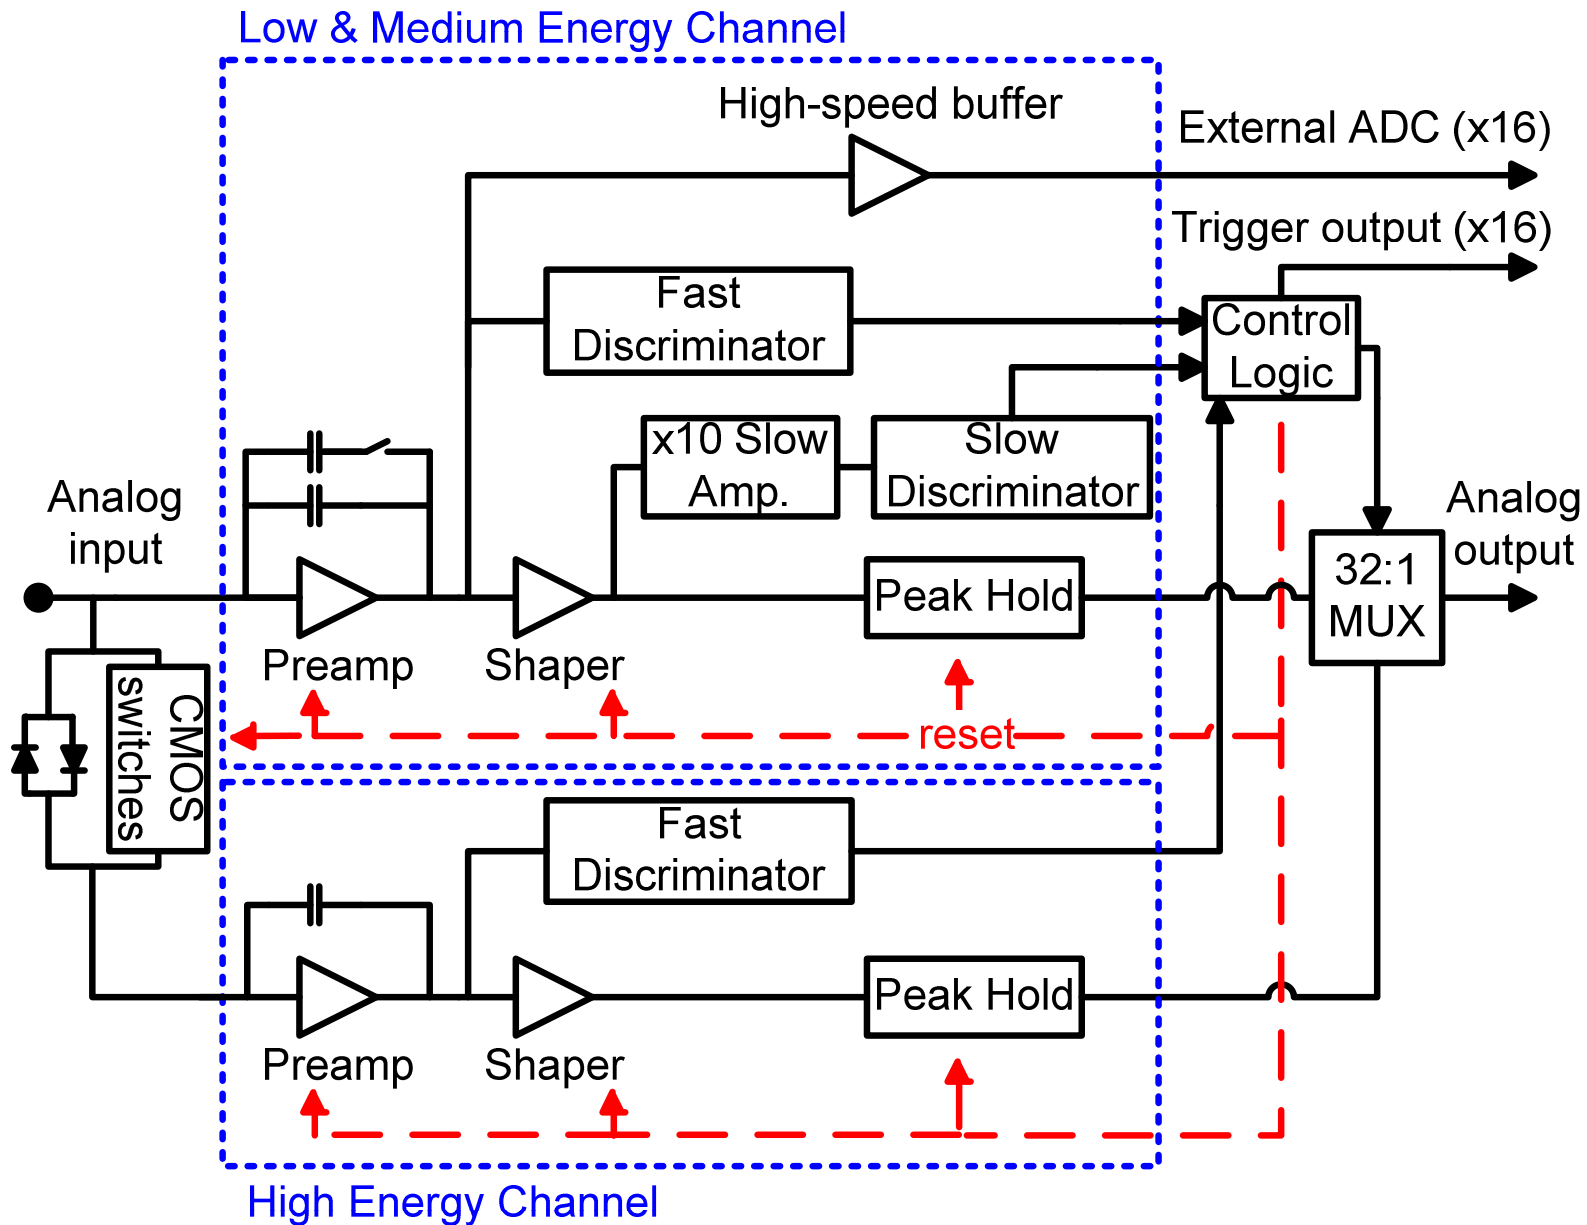 Low & Medium Energy Channel
High-speed buffer
External ADC (x16)
Trigger output (x16)
Fast
Discriminator
Control
Logic
x10 Slow
Amp.
Slow
Discriminator
Analog
input
Analog
output
32:1
MUX
Peak Hold
Preamp
Shaper
CMOS
switches
reset
Fast
Discriminator
Peak Hold
Preamp
Shaper
High Energy Channel